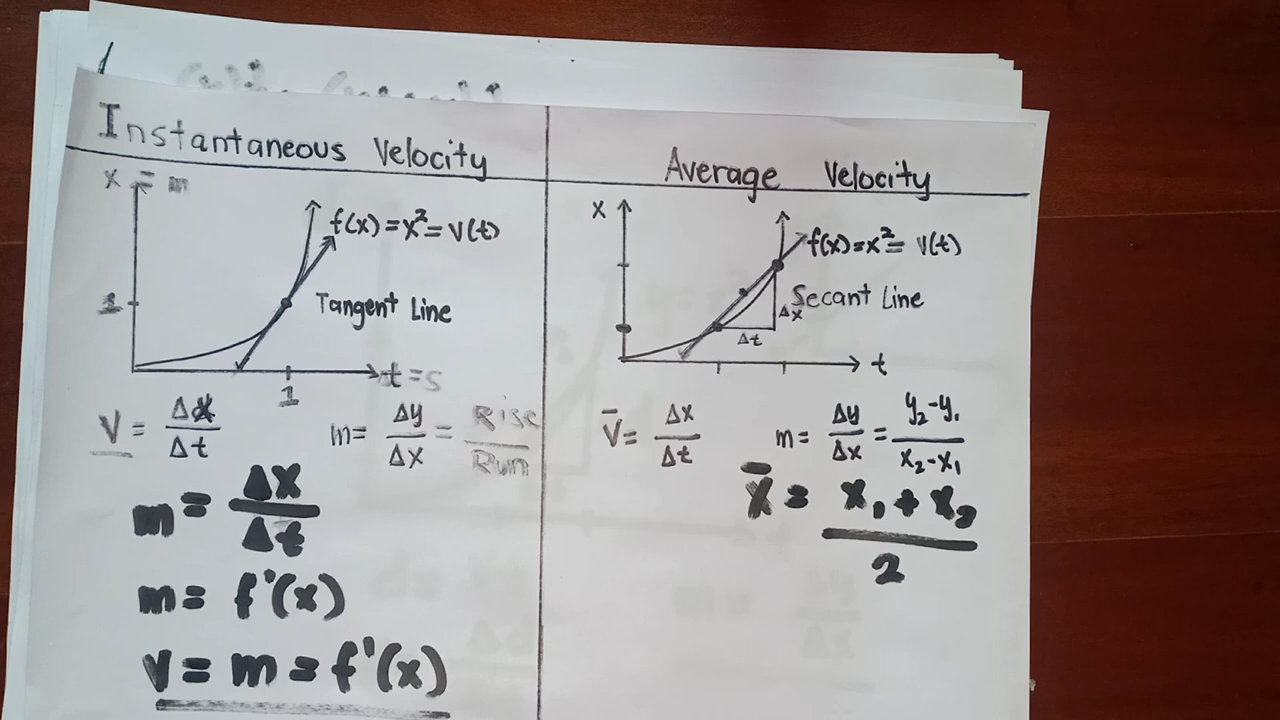 Instantaneous Velocity
x = m
f(x) = x² = v(t)
Tangent Line
1
1
t = s
V = Δx/Δt
m = Δy/Δx = Rise/Run
m = Δx/Δt
m = f'(x)
v = m = f'(x)
Average Velocity
x
f(x) = x² = v(t)
Secant Line
Δx
Δt
t
V̄ = Δx/Δt
m = Δy/Δx = y₂-y₁/x₂-x₁
x̄ = x₁ + x₂/2